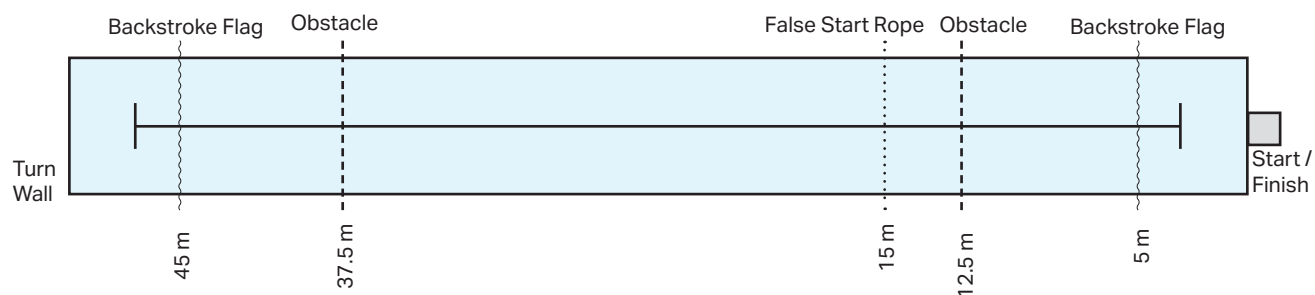 Backstroke Flag
Obstacle
False Start Rope
Obstacle
Backstroke Flag
Turn
Wall
Start /
Finish
45 m
37.5 m
15 m
12.5 m
5 m